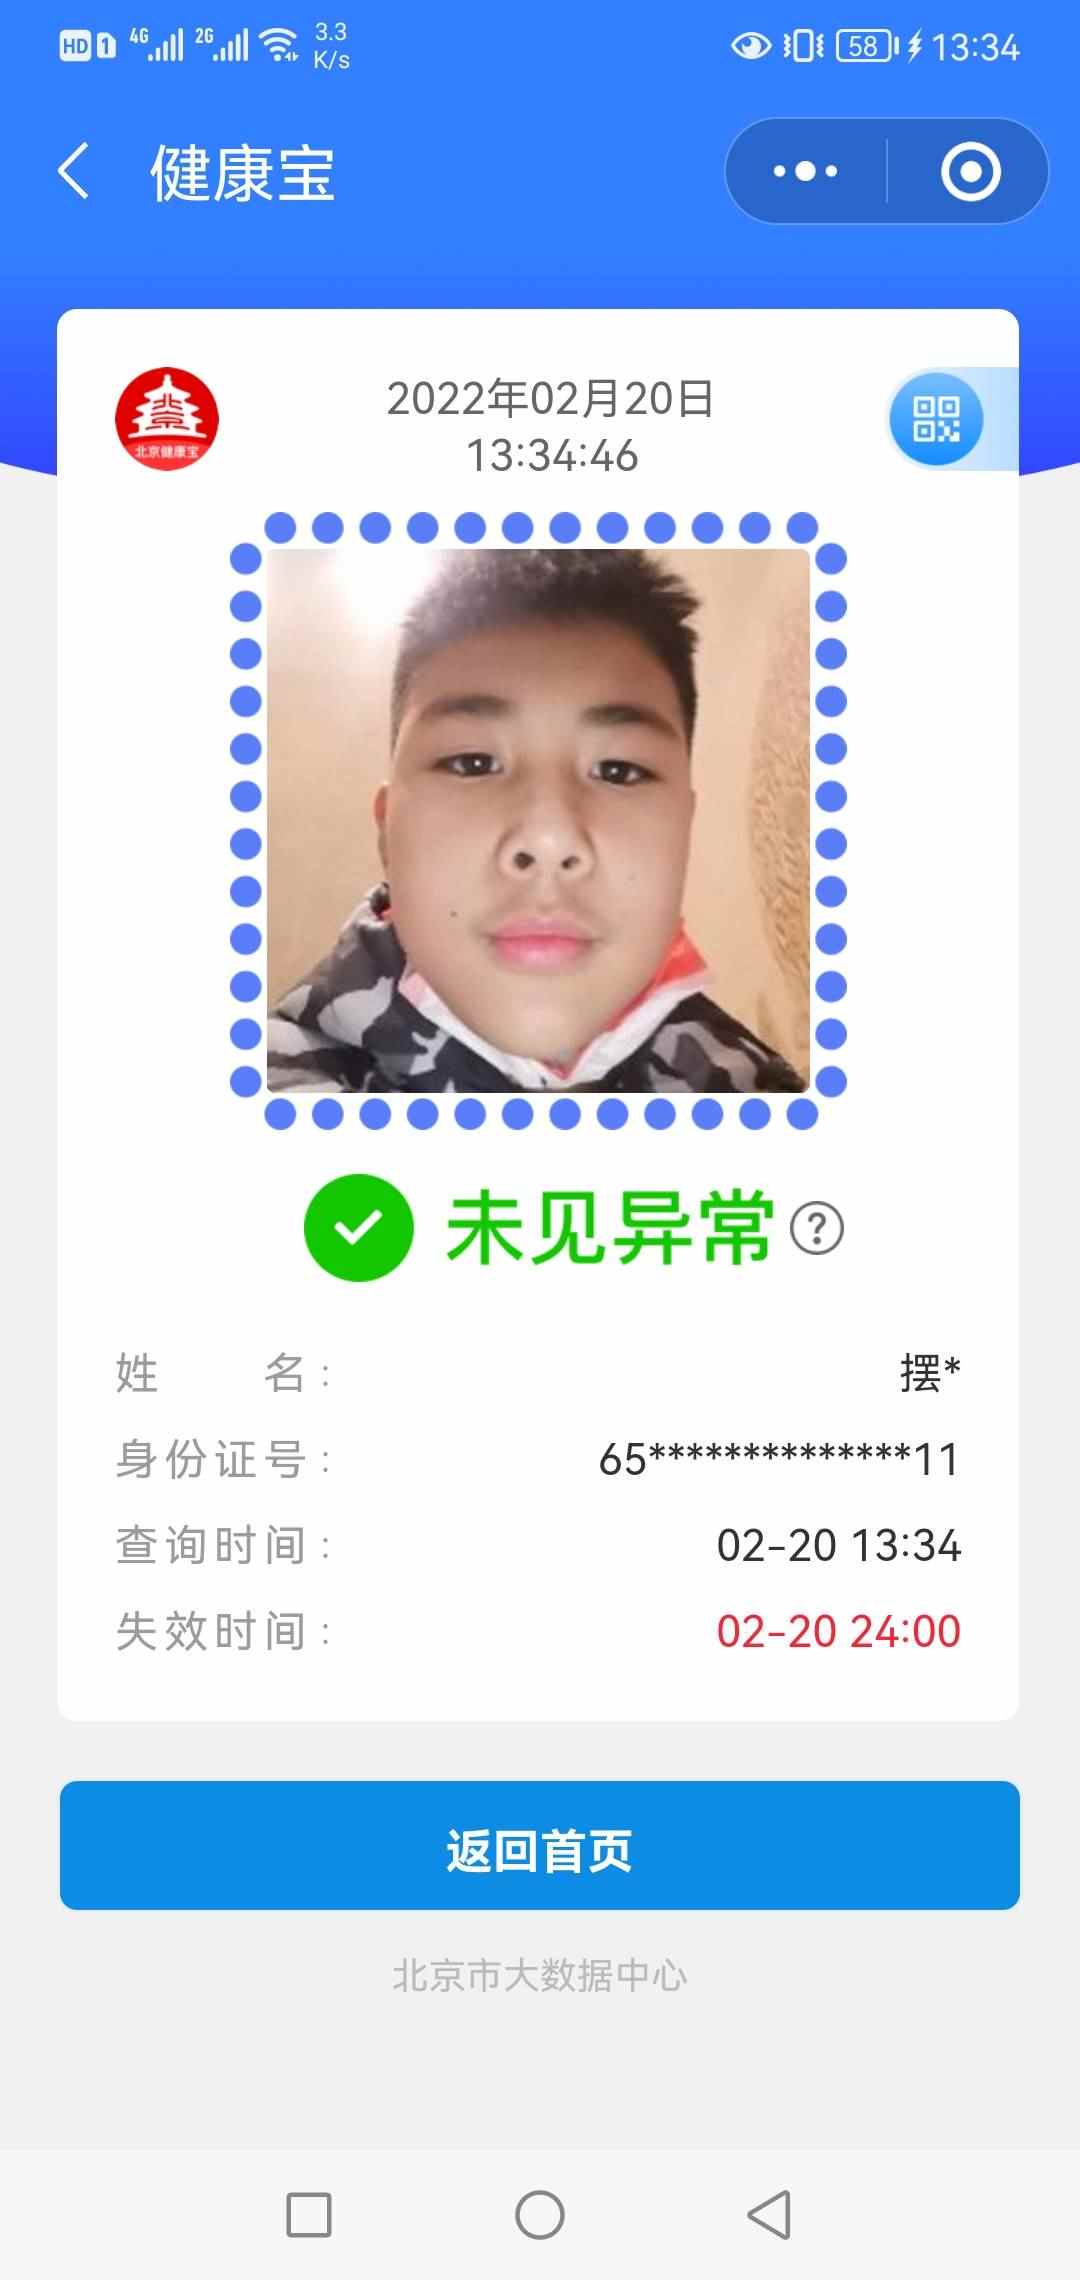 HD 1 4G 2G 3.3 K/s 58 13:34
健康宝
北京健康宝
2022年02月20日
13:34:46
未见异常 ?
姓名： 摆*
身份证号： 65**************11
查询时间： 02-20 13:34
失效时间： 02-20 24:00
返回首页
北京市大数据中心